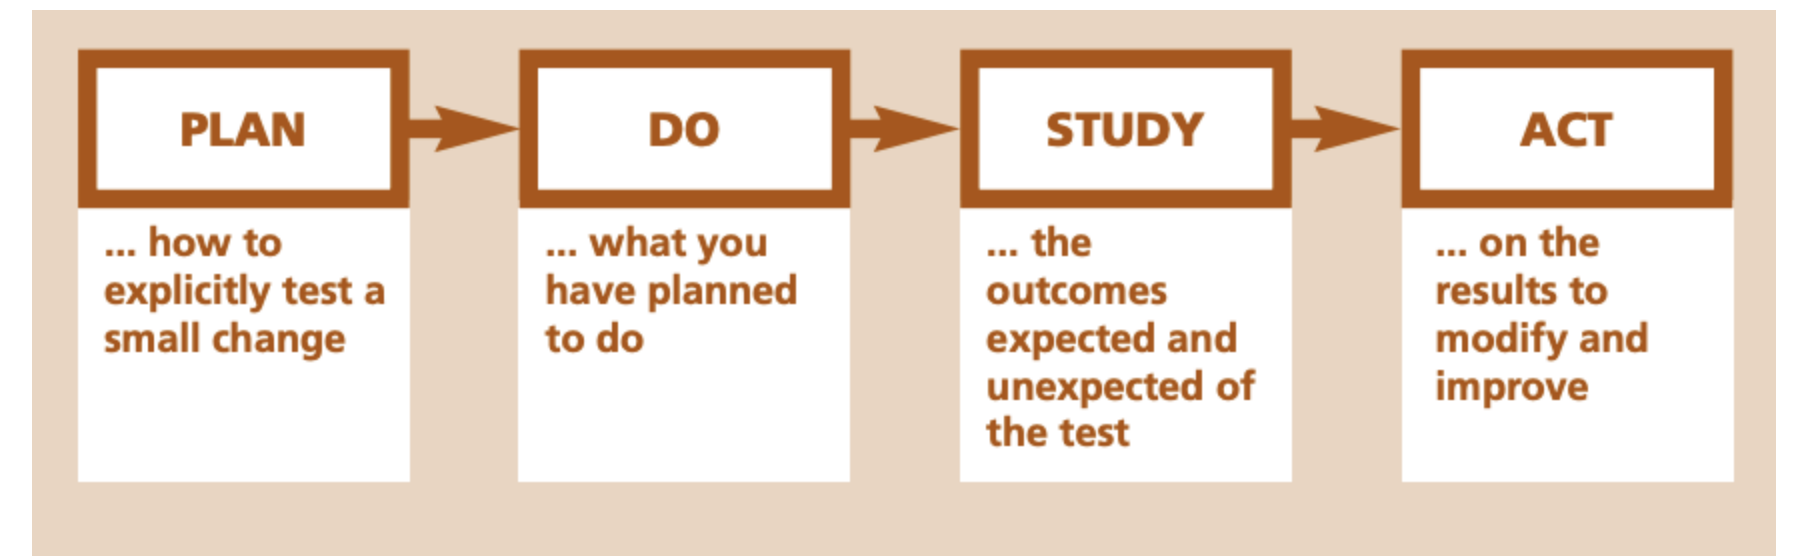 PLAN
... how to
explicitly test a
small change
DO
... what you
have planned
to do
STUDY
... the
outcomes
expected and
unexpected of
the test
ACT
... on the
results to
modify and
improve